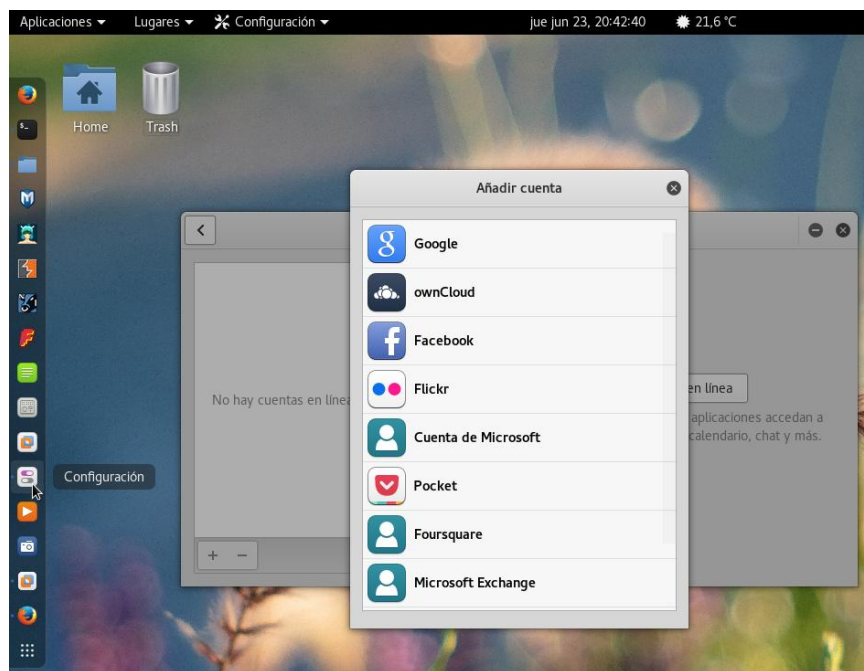 Aplicaciones Lugares Configuración jue jun 23, 20:42:40 21,6 °C
Home Trash
Añadir cuenta
Google
ownCloud
Facebook
Flickr
Cuenta de Microsoft
Pocket
Foursquare
Microsoft Exchange
No hay cuentas en línea
en línea
aplicaciones accedan a
calendario, chat y más.
Configuración